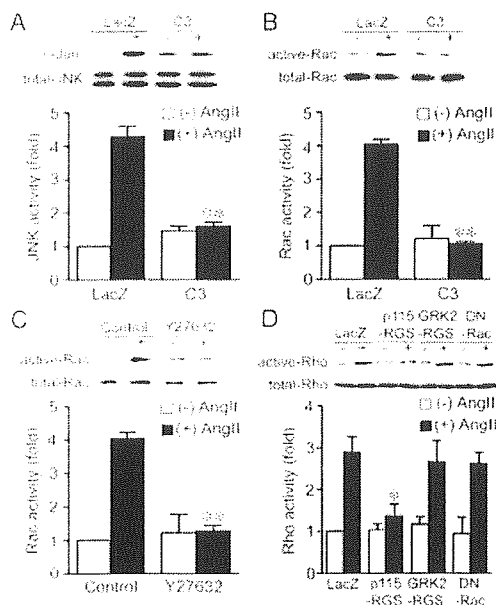 A
LacZ C3
- + - +
total-JNK
JNK activity (fold)
5
4
3
2
1
0
(-) AngII
(+) AngII
**
LacZ C3
B
LacZ C3
active-Rac
total-Rac
Rac activity (fold)
5
4
3
2
1
0
(-) AngII
(+) AngII
**
LacZ C3
C
Control Y27632
active-Rac
total-Rac
Rac activity (fold)
5
4
3
2
1
0
(-) AngII
(+) AngII
**
Control Y27632
D
p115 GRK2 DN
LacZ -RGS -RGS -Rac
active-Rho
total-Rho
Rho activity (fold)
4
3
2
1
0
(-) AngII
(+) AngII
*
LacZ p115 GRK2 DN
-RGS -RGS -Rac